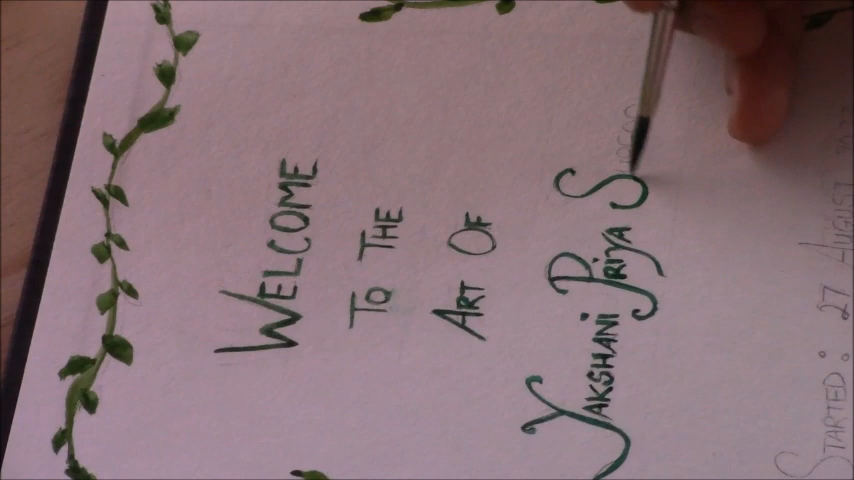 WELCOME
TO THE
ART OF
YAKSHANI PRIYA S
STARTED: 27 AUGUST